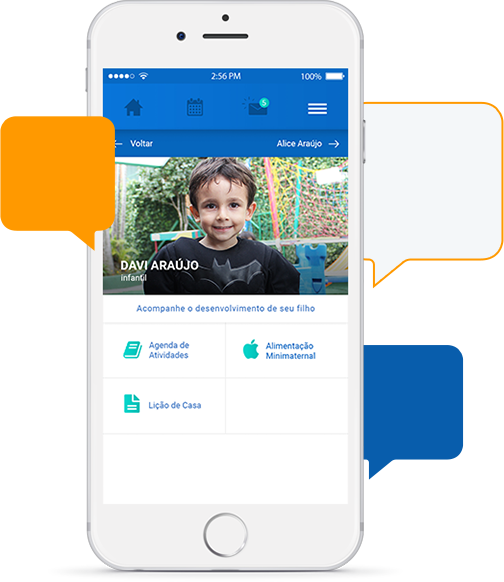 2:56 PM 100%
5
Voltar Alice Araújo
DAVI ARAÚJO
infantil
Acompanhe o desenvolvimento de seu filho
Agenda de Atividades
Alimentação Minimaternal
Lição de Casa